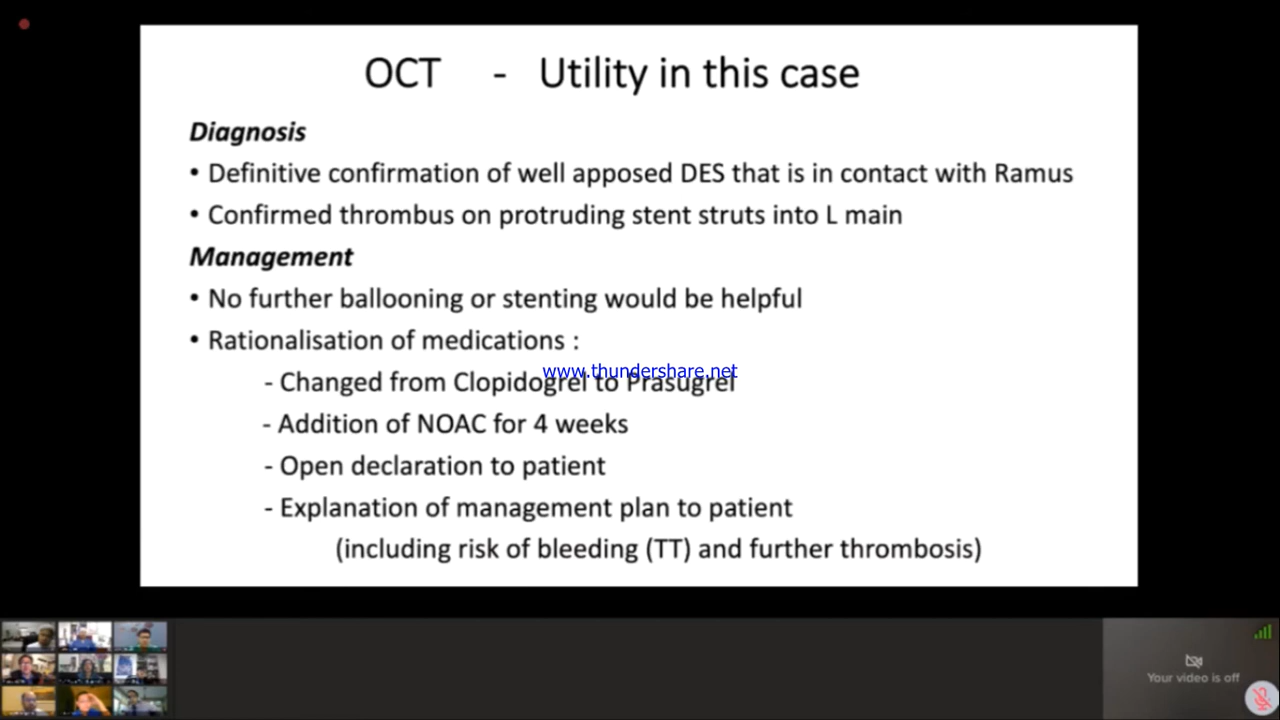 OCT - Utility in this case
Diagnosis
• Definitive confirmation of well apposed DES that is in contact with Ramus
• Confirmed thrombus on protruding stent struts into L main
Management
• No further ballooning or stenting would be helpful
• Rationalisation of medications :
www.thundershare.net
- Changed from Clopidogrel to Prasugrel
- Addition of NOAC for 4 weeks
- Open declaration to patient
- Explanation of management plan to patient
(including risk of bleeding (TT) and further thrombosis)
Your video is off